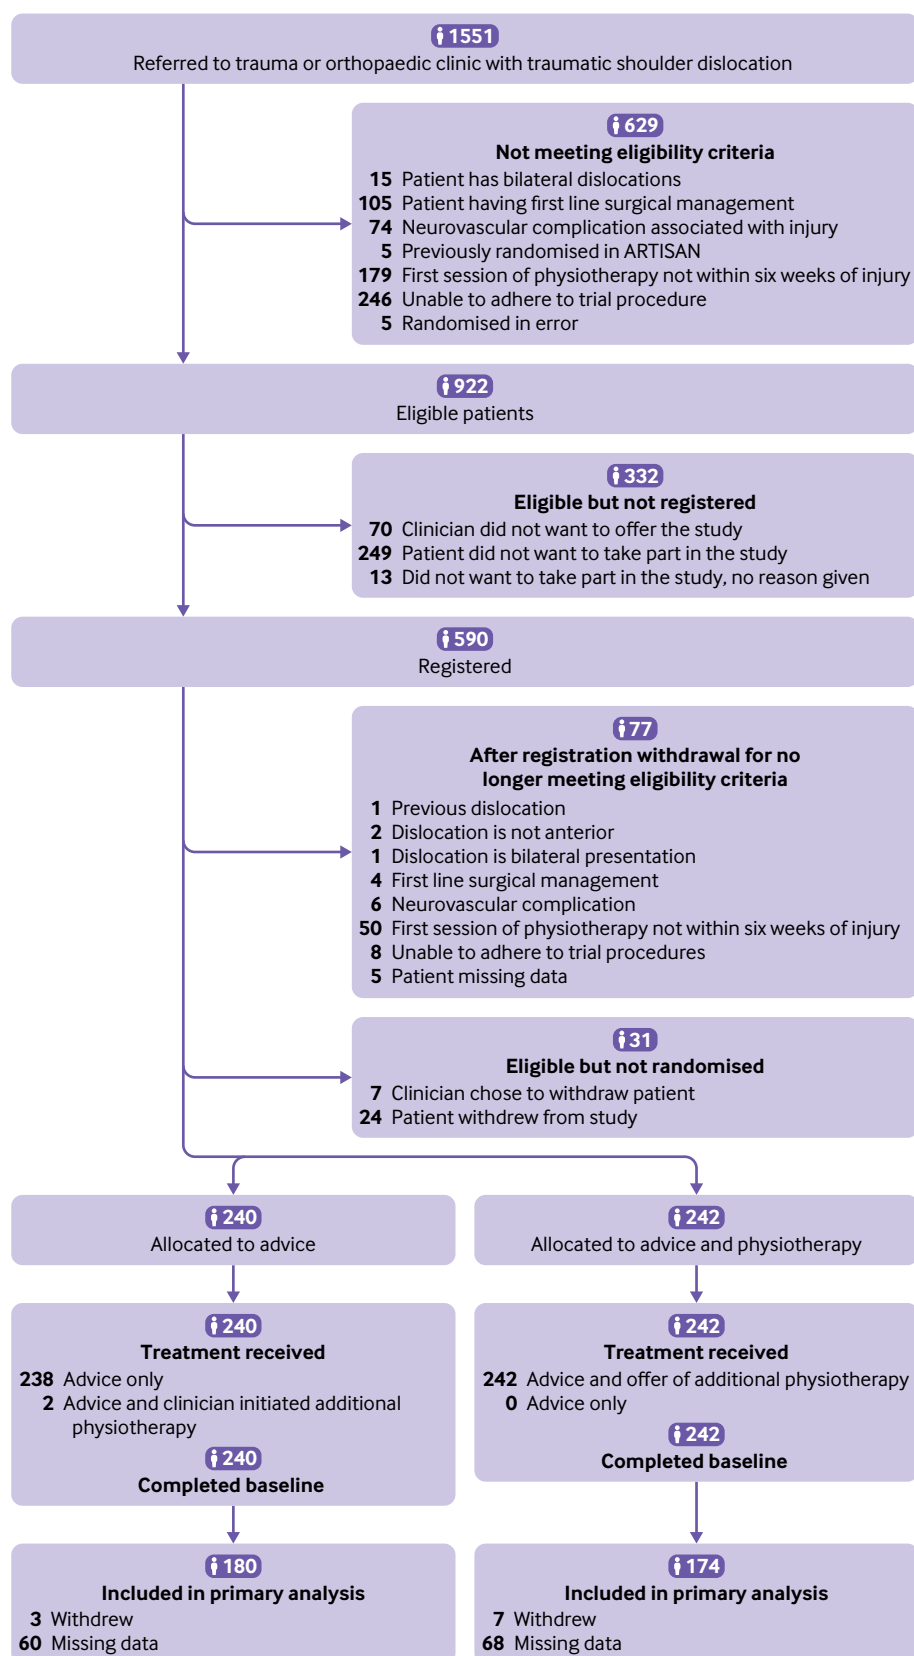 1551
Referred to trauma or orthopaedic clinic with traumatic shoulder dislocation
629
Not meeting eligibility criteria
15 Patient has bilateral dislocations
105 Patient having first line surgical management
74 Neurovascular complication associated with injury
5 Previously randomised in ARTISAN
179 First session of physiotherapy not within six weeks of injury
246 Unable to adhere to trial procedure
5 Randomised in error
922
Eligible patients
332
Eligible but not registered
70 Clinician did not want to offer the study
249 Patient did not want to take part in the study
13 Did not want to take part in the study, no reason given
590
Registered
77
After registration withdrawal for no
longer meeting eligibility criteria
1 Previous dislocation
2 Dislocation is not anterior
1 Dislocation is bilateral presentation
4 First line surgical management
6 Neurovascular complication
50 First session of physiotherapy not within six weeks of injury
8 Unable to adhere to trial procedures
5 Patient missing data
31
Eligible but not randomised
7 Clinician chose to withdraw patient
24 Patient withdrew from study
240
Allocated to advice
242
Allocated to advice and physiotherapy
240
Treatment received
238 Advice only
2 Advice and clinician initiated additional
physiotherapy
240
Completed baseline
242
Treatment received
242 Advice and offer of additional physiotherapy
0 Advice only
242
Completed baseline
180
Included in primary analysis
3 Withdrew
60 Missing data
174
Included in primary analysis
7 Withdrew
68 Missing data